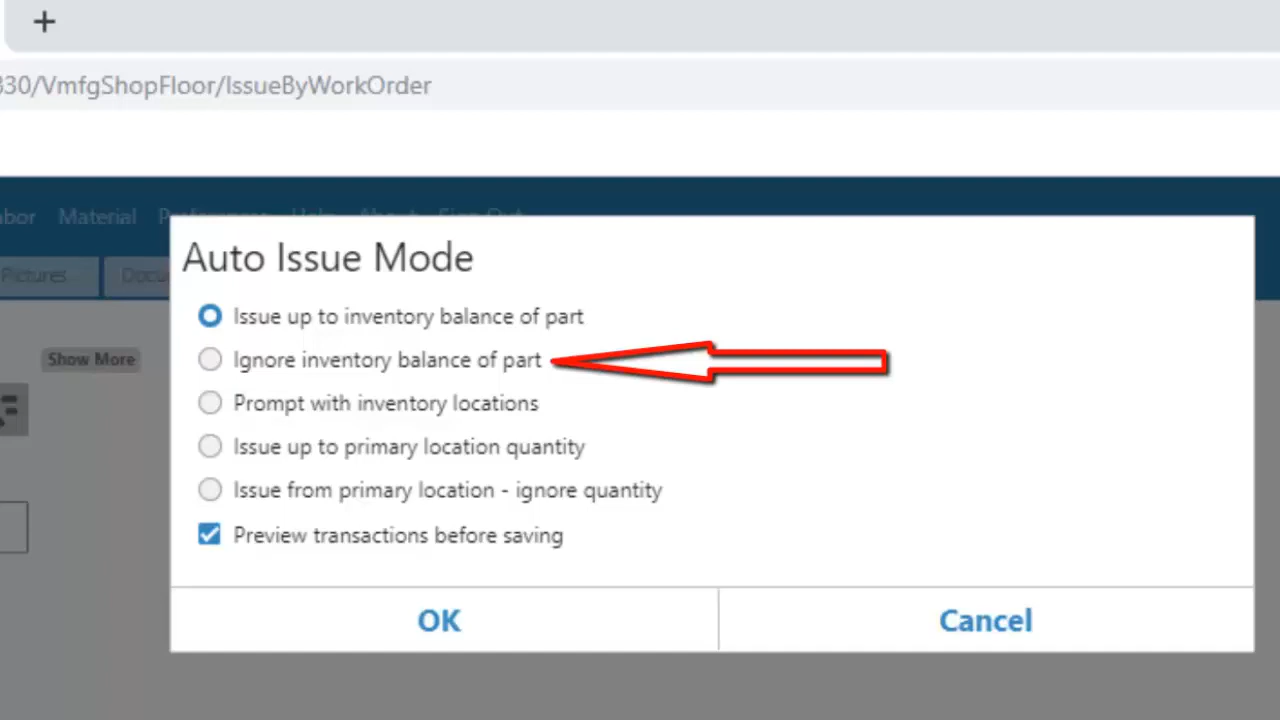 +
330/VmfgShopFloor/IssueByWorkOrder
Material
Auto Issue Mode
Pictures
Issue up to inventory balance of part
Show More
Ignore inventory balance of part
Prompt with inventory locations
Issue up to primary location quantity
Issue from primary location - ignore quantity
Preview transactions before saving
OK
Cancel